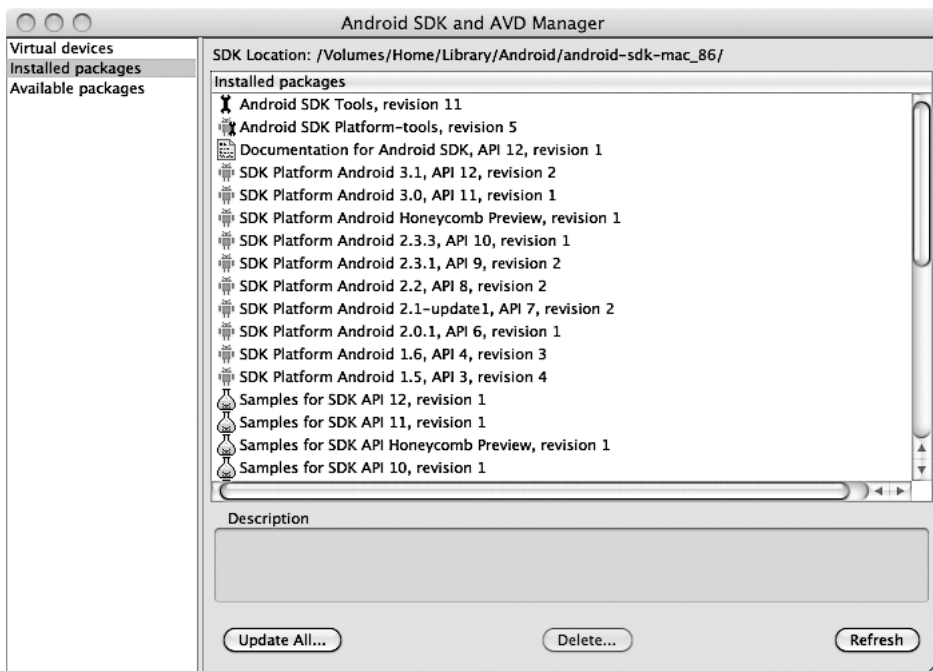 Android SDK and AVD Manager
Virtual devices
Installed packages
Available packages
SDK Location: /Volumes/Home/Library/Android/android-sdk-mac_86/
Installed packages
Android SDK Tools, revision 11
Android SDK Platform-tools, revision 5
Documentation for Android SDK, API 12, revision 1
SDK Platform Android 3.1, API 12, revision 2
SDK Platform Android 3.0, API 11, revision 1
SDK Platform Android Honeycomb Preview, revision 1
SDK Platform Android 2.3.3, API 10, revision 1
SDK Platform Android 2.3.1, API 9, revision 2
SDK Platform Android 2.2, API 8, revision 2
SDK Platform Android 2.1-update1, API 7, revision 2
SDK Platform Android 2.0.1, API 6, revision 1
SDK Platform Android 1.6, API 4, revision 3
SDK Platform Android 1.5, API 3, revision 4
Samples for SDK API 12, revision 1
Samples for SDK API 11, revision 1
Samples for SDK API Honeycomb Preview, revision 1
Samples for SDK API 10, revision 1
Description
Update All...
Delete...
Refresh